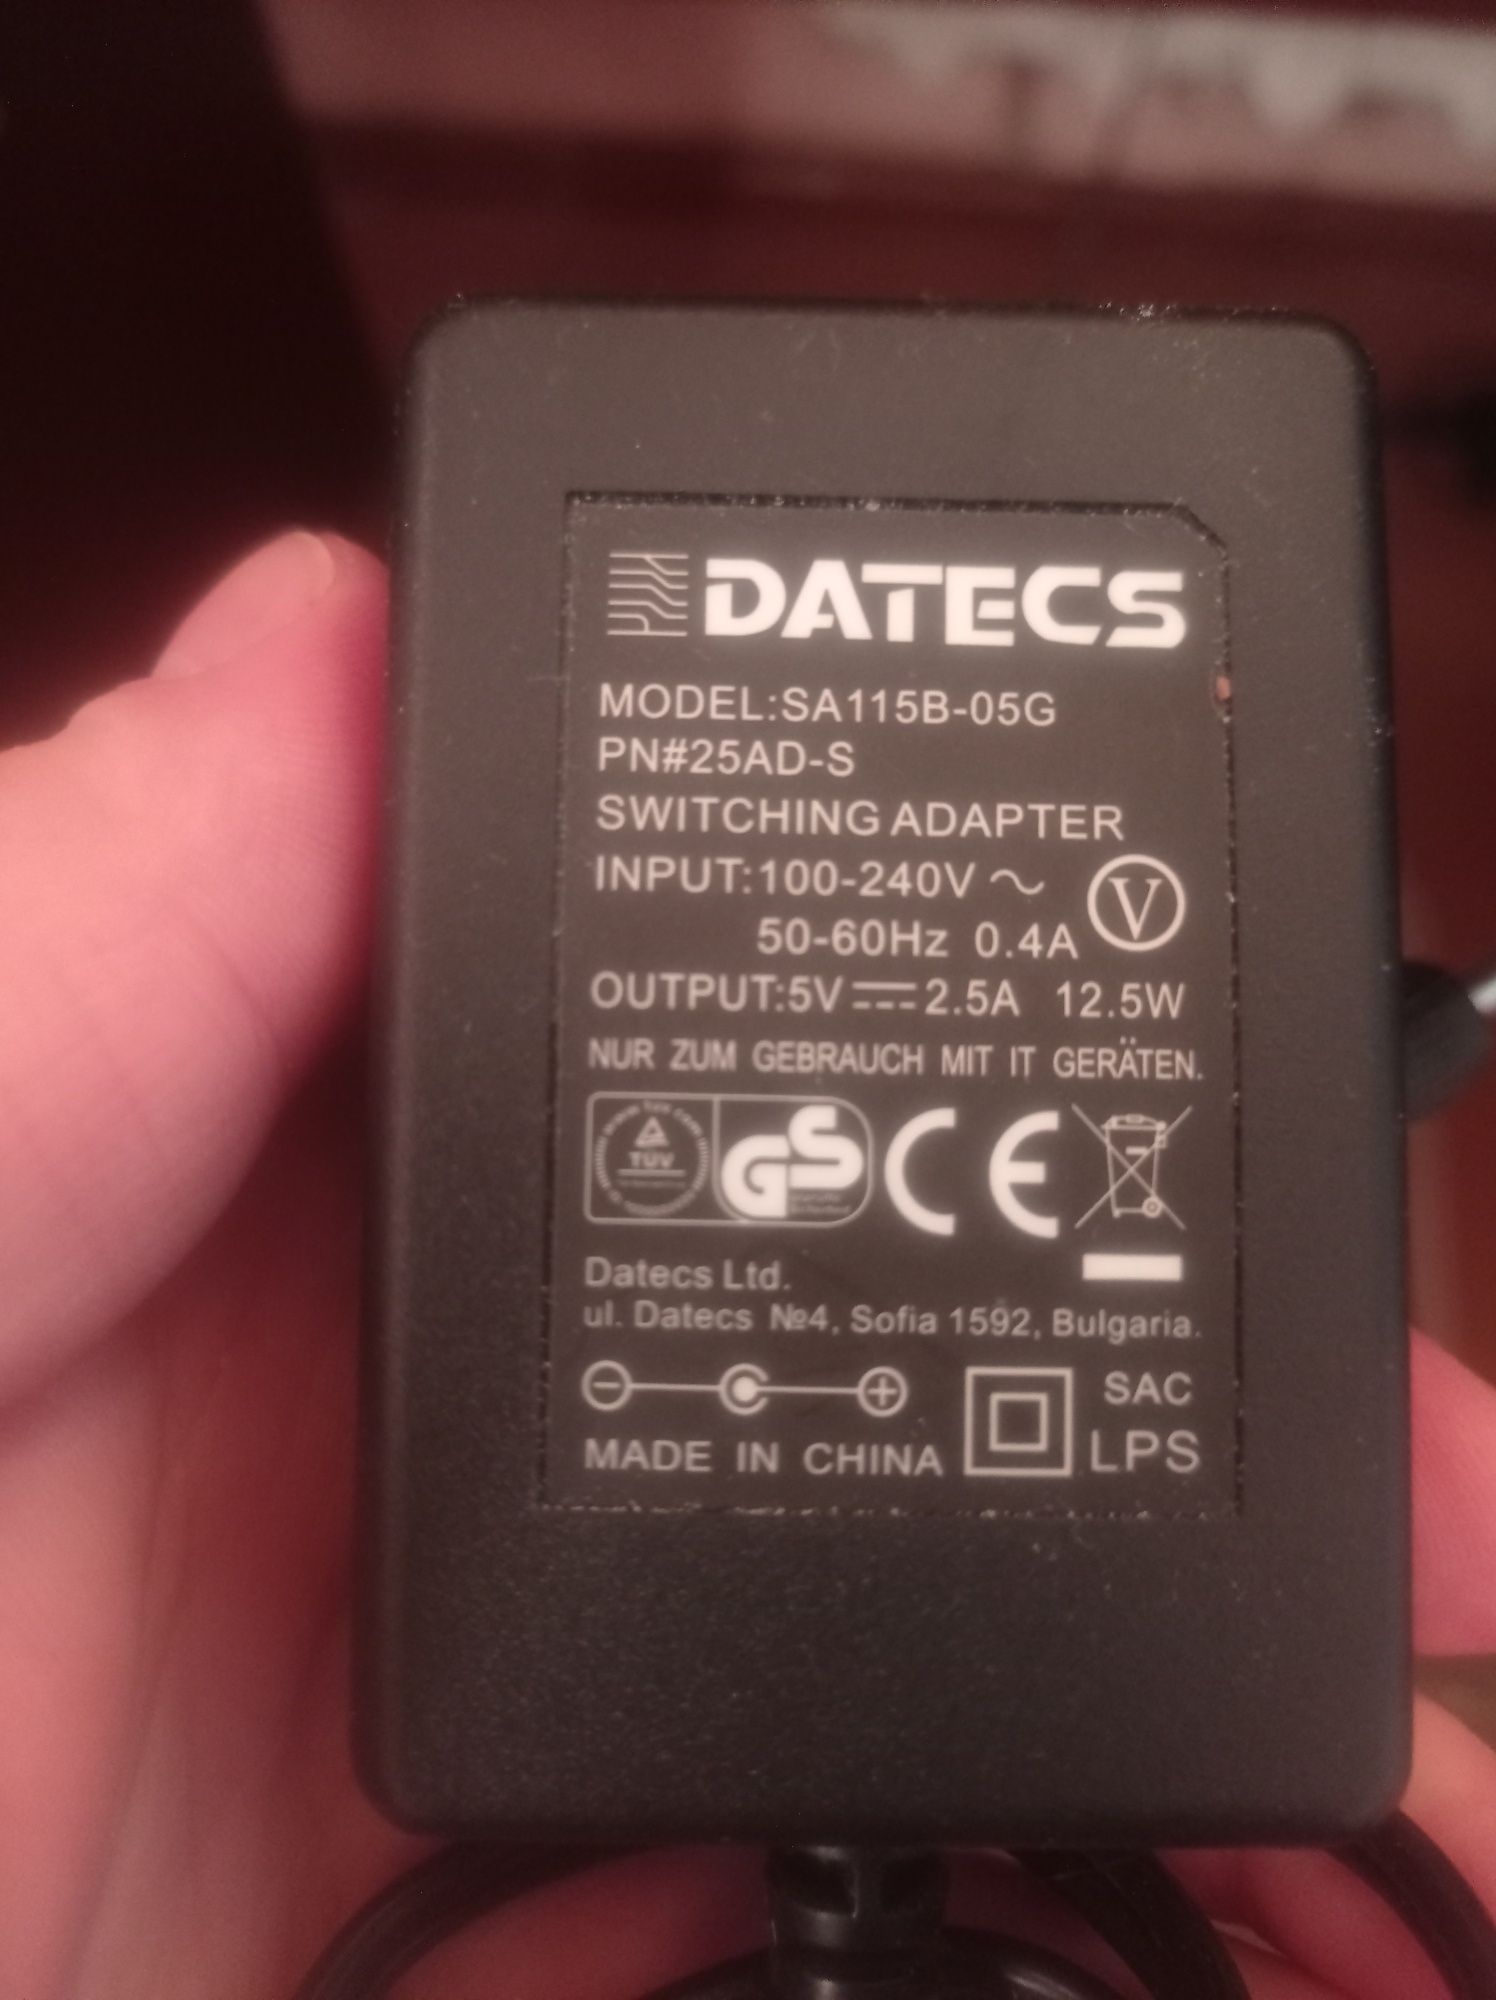 DATECS
MODEL:SA115B-05G
PN#25AD-S
SWITCHING ADAPTER
INPUT:100-240V ~
50-60Hz 0.4A
V
OUTPUT:5V ⎓ 2.5A 12.5W
NUR ZUM GEBRAUCH MIT IT GERÄTEN.
TÜV
GS
CE
Datecs Ltd.
ul. Datecs №4, Sofia 1592, Bulgaria.
SAC
MADE IN CHINA
LPS